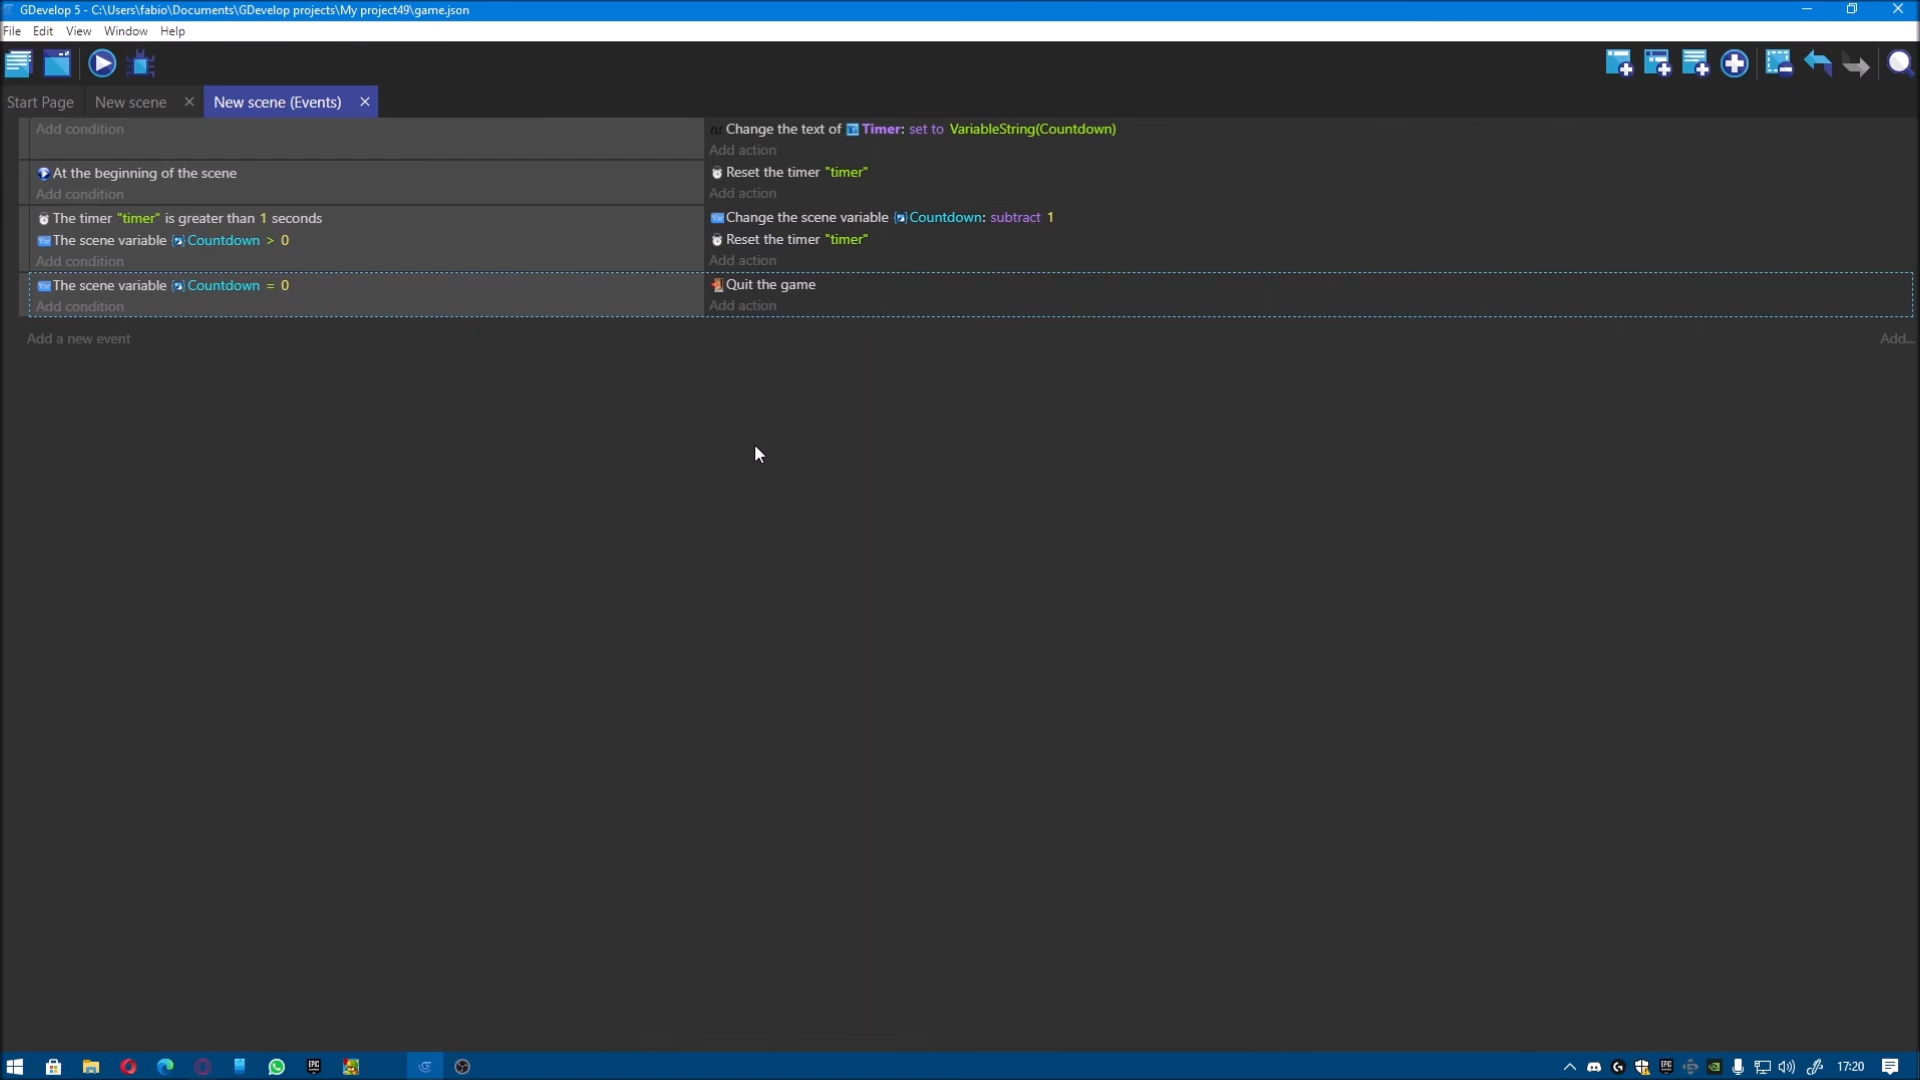 GDevelop 5 - C:\Users\fabio\Documents\GDevelop projects\My project49\game.json
File Edit View Window Help
Start Page New scene New scene (Events)
Add condition
Change the text of Timer: set to VariableString(Countdown)
Add action
At the beginning of the scene
Add condition
Reset the timer "timer"
Add action
The timer "timer" is greater than 1 seconds
The scene variable Countdown > 0
Add condition
Change the scene variable Countdown: subtract 1
Reset the timer "timer"
Add action
The scene variable Countdown = 0
Add condition
Quit the game
Add action
Add a new event
Add...
EPIC
17:20